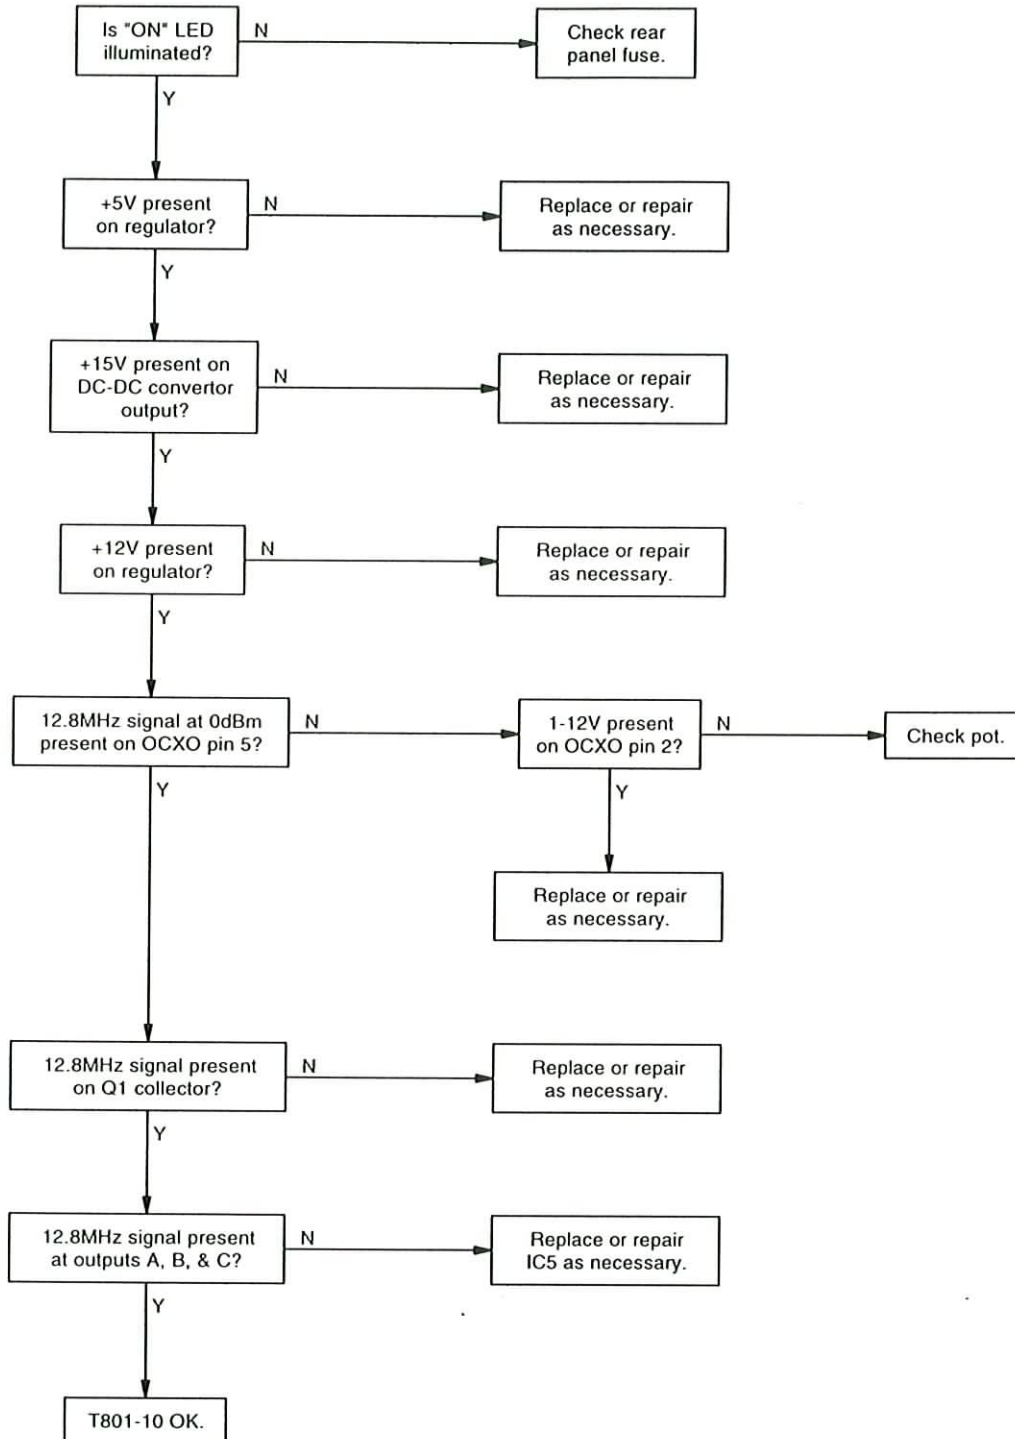 Is "ON" LED
illuminated?
N
Check rear
panel fuse.
Y
+5V present
on regulator?
N
Replace or repair
as necessary.
Y
+15V present on
DC-DC convertor
output?
N
Replace or repair
as necessary.
Y
+12V present
on regulator?
N
Replace or repair
as necessary.
Y
12.8MHz signal at 0dBm
present on OCXO pin 5?
N
1-12V present
on OCXO pin 2?
N
Check pot.
Y
Y
Replace or repair
as necessary.
12.8MHz signal present
on Q1 collector?
N
Replace or repair
as necessary.
Y
12.8MHz signal present
at outputs A, B, & C?
N
Replace or repair
IC5 as necessary.
Y
T801-10 OK.